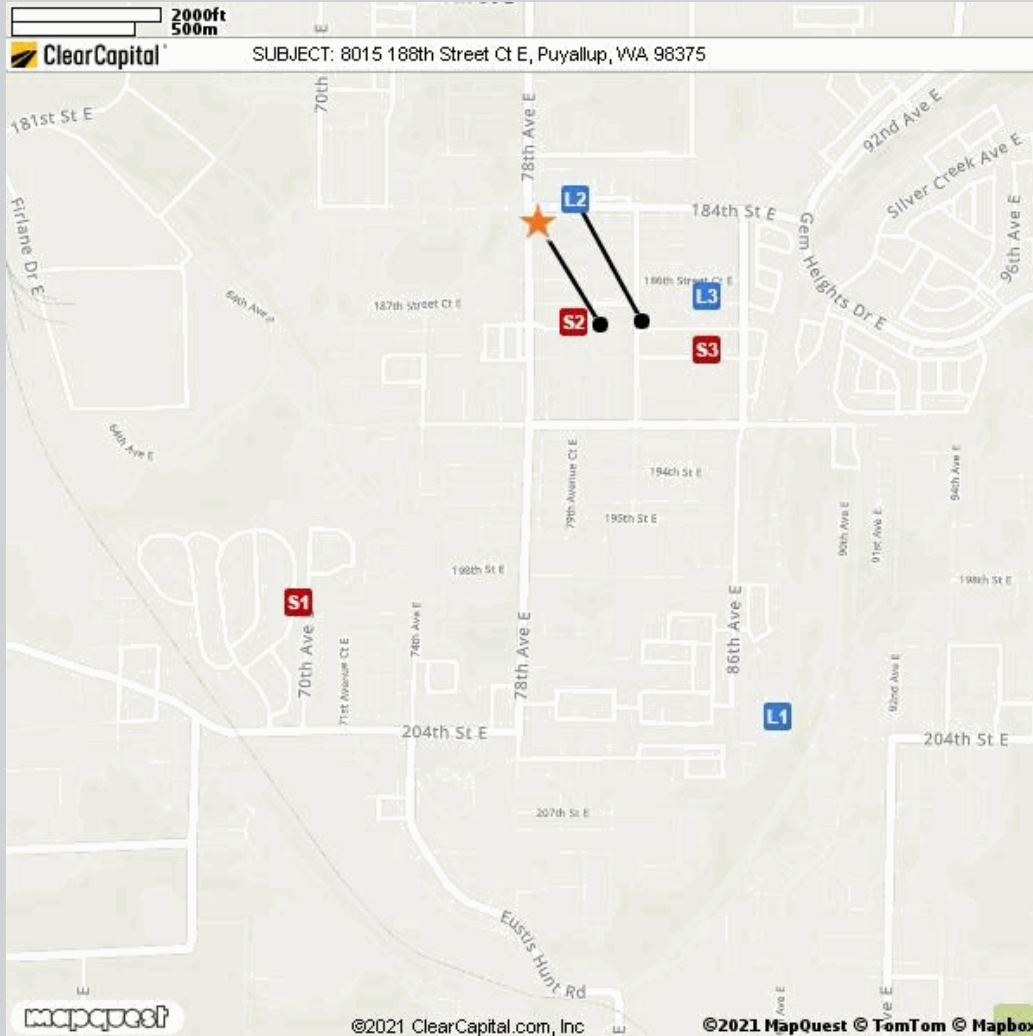 2000ft
500m
ClearCapital
SUBJECT: 8015 188th Street Ct E, Puyallup, WA 98375
70th
181st St E
78th Ave E
92nd Ave E
Silver Creek Ave E
96th Ave E
Firlane Dr E
L2
184th St E
Gem Heights Dr E
186th Street Ct E
L3
64th Ave E
187th Street Ct E
S2
S3
64th Ave E
79th Avenue Ct E
194th St E
94th Ave E
195th St E
90th Ave E
91st Ave E
198th St E
198th St E
S1
70th Ave
71st Avenue Ct E
74th Ave E
78th Ave E
86th Ave E
92nd Ave E
L1
204th St E
204th St E
207th St E
Eustis Hunt Rd
E
E
Ave E
ve E
mapquest
©2021 ClearCapital.com, Inc
©2021 MapQuest © TomTom © Mapbox